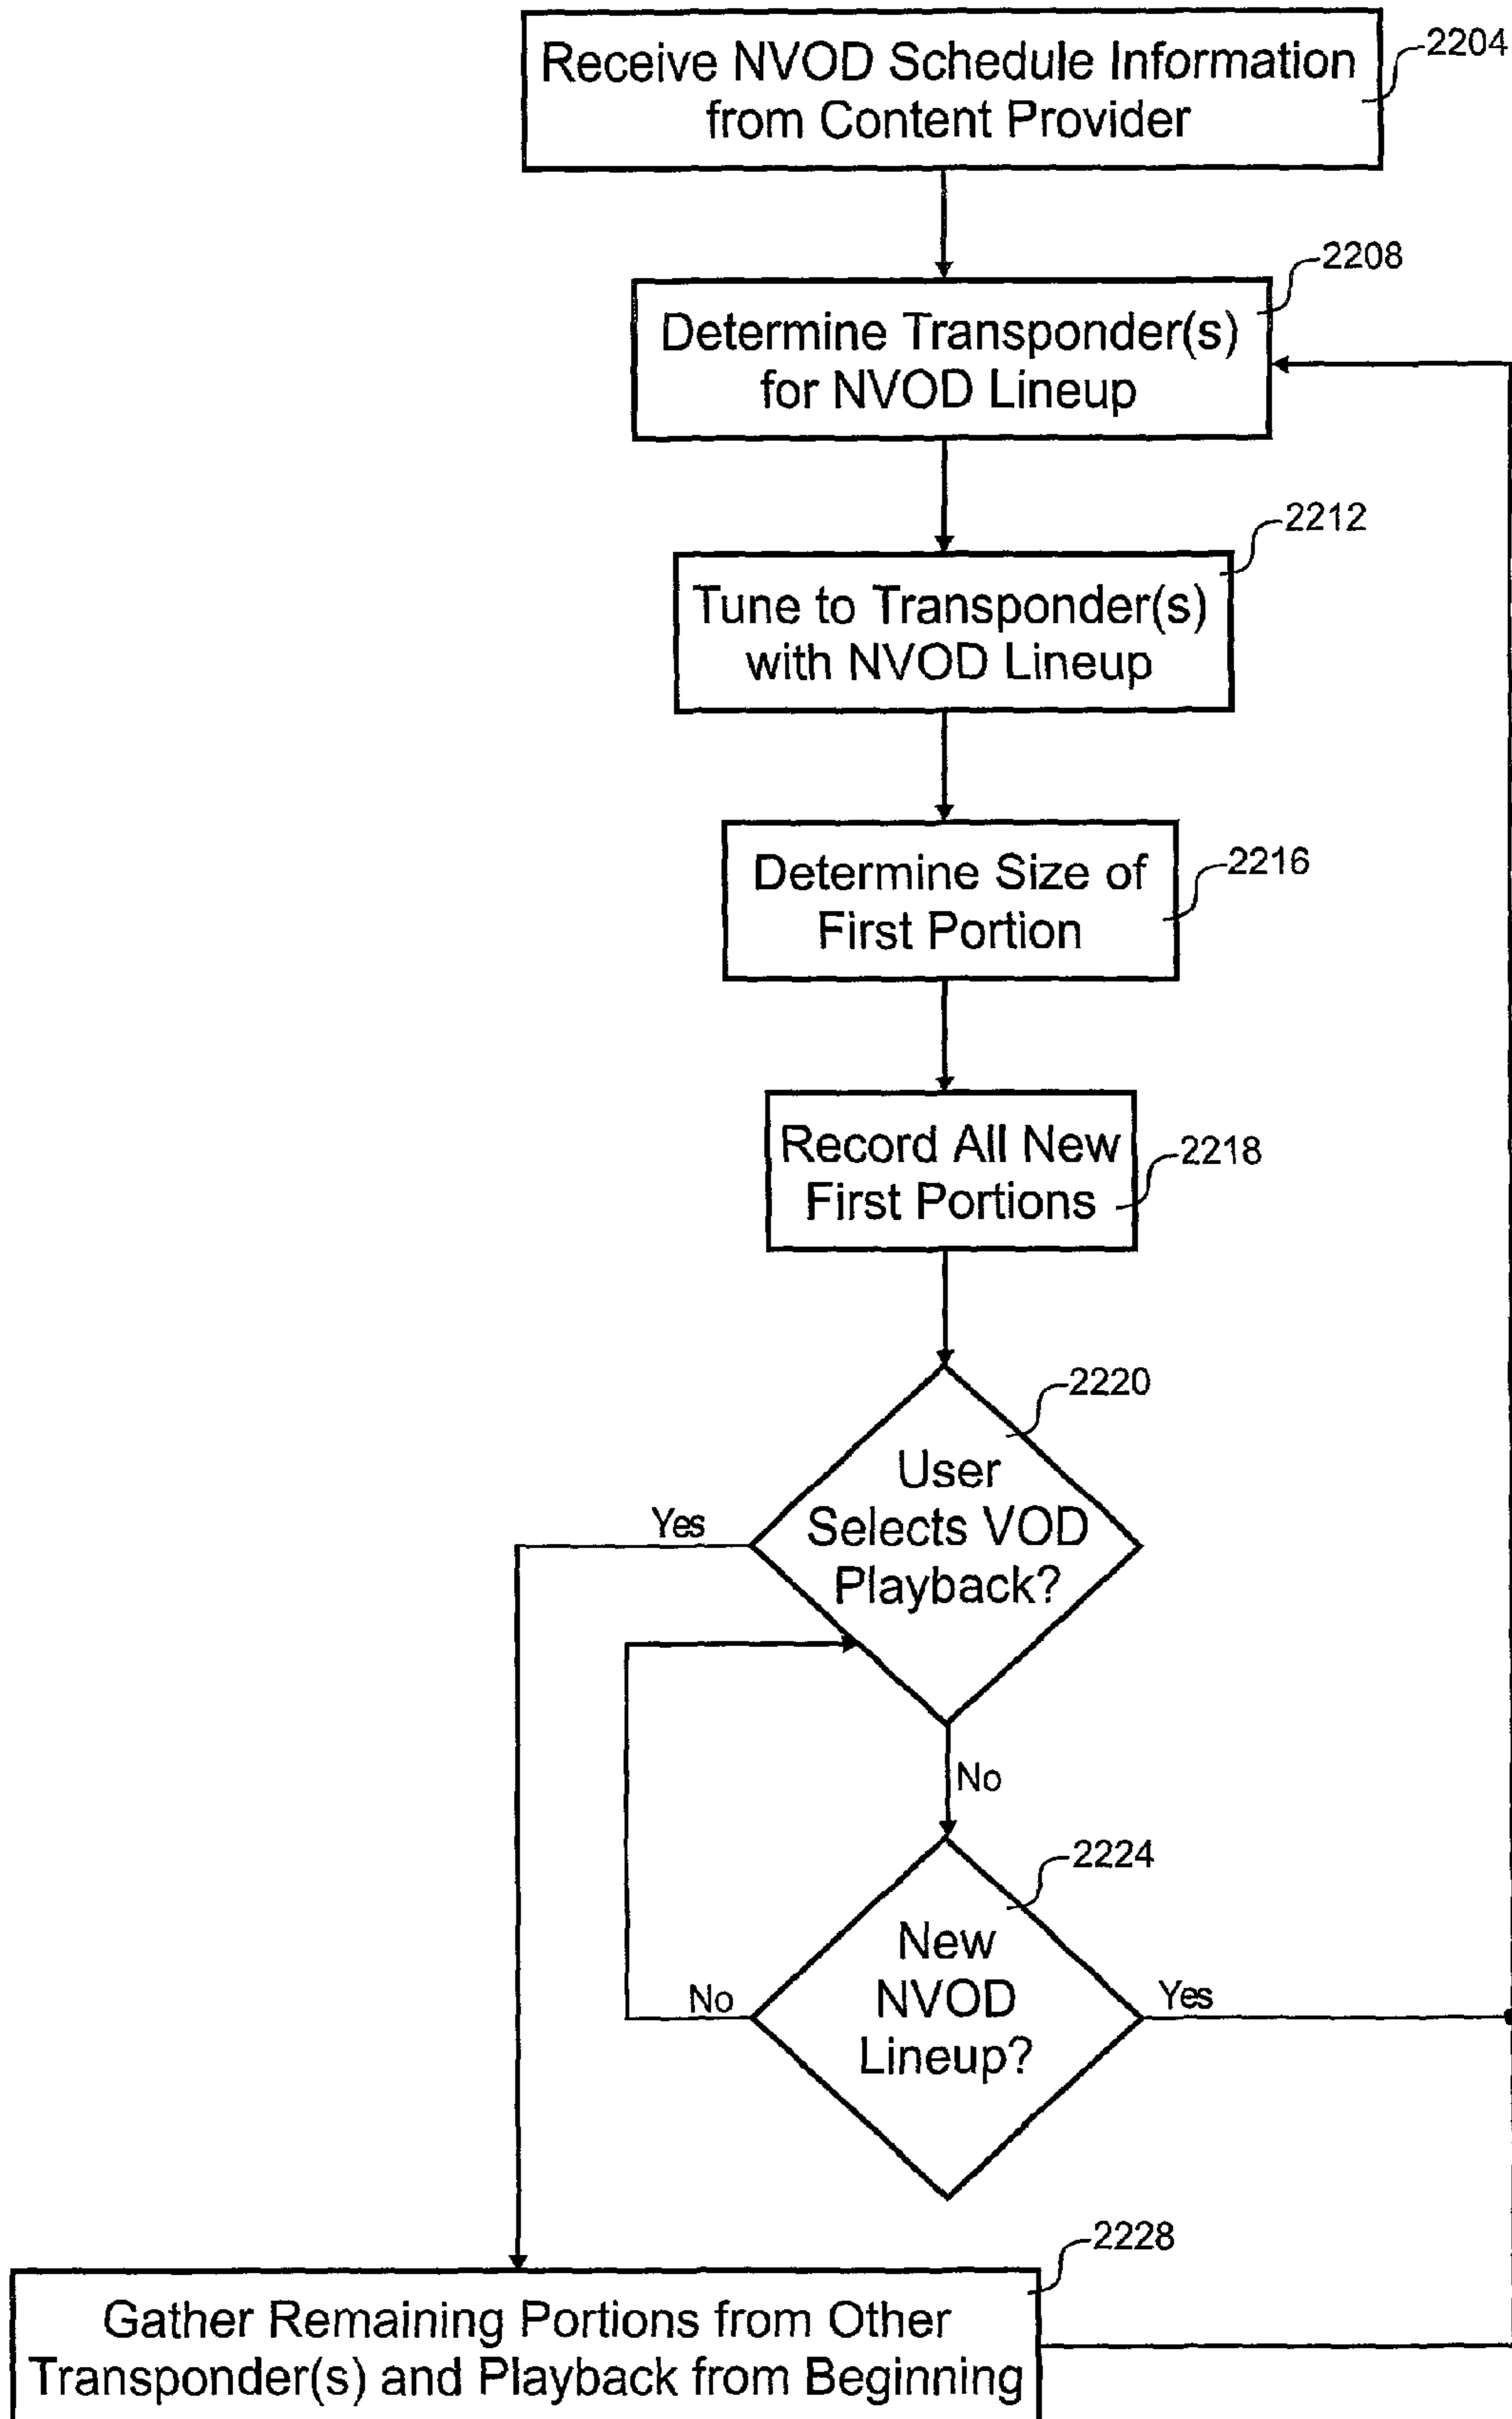 Receive NVOD Schedule Information
from Content Provider
2204
2208
Determine Transponder(s)
for NVOD Lineup
2212
Tune to Transponder(s)
with NVOD Lineup
Determine Size of
First Portion
2216
Record All New
First Portions
2218
2220
User
Selects VOD
Playback?
Yes
No
2224
New
NVOD
Lineup?
No
Yes
2228
Gather Remaining Portions from Other
Transponder(s) and Playback from Beginning